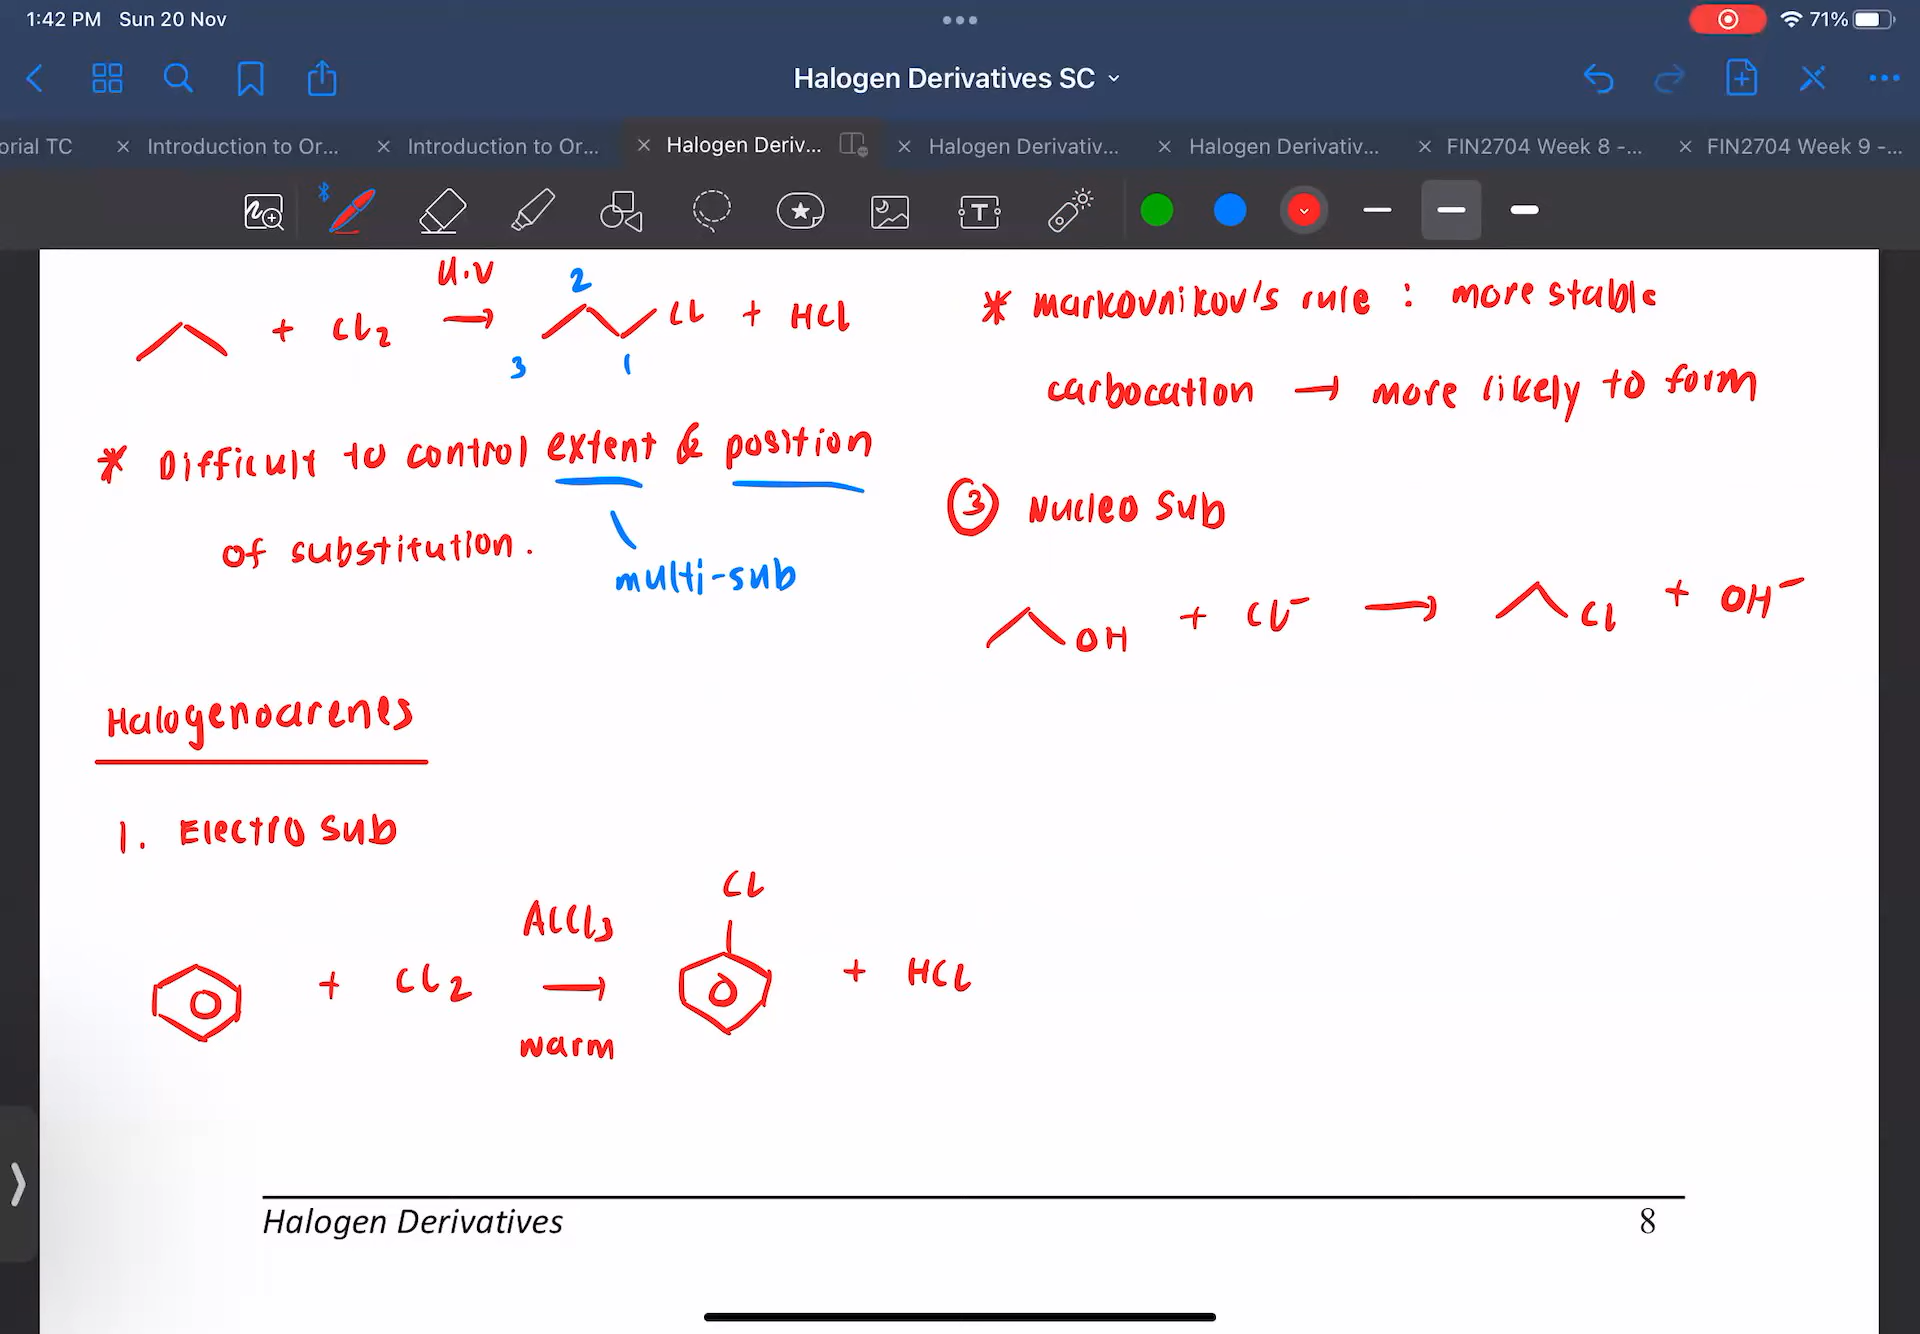 1:42 PM Sun 20 Nov
71%
Halogen Derivatives SC
orial TC
Introduction to Or...
Introduction to Or...
Halogen Deriv...
Halogen Derivativ...
Halogen Derivativ...
FIN2704 Week 8 -...
FIN2704 Week 9 -...
T
U.V
+ Cl2 → Cl + HCl
2
3 1
* Difficult to control extent & position
of substitution.
multi-sub
* markovnikov's rule : more stable
carbocation → more likely to form
③ Nucleo Sub
OH + Cl⁻ → Cl + OH⁻
Halogenoarenes
1. Electro Sub
Cl
AlCl3
+ Cl2 → + HCl
warm
Halogen Derivatives 8